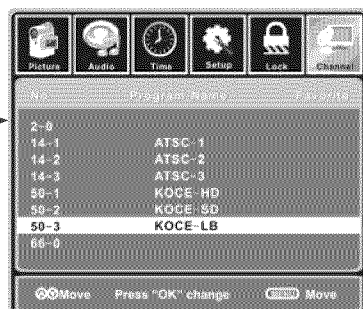 Picture Audio Time Setup Lock Channel
No. Program Name Favorite
2-0
14-1 ATSC-1
14-2 ATSC-2
14-3 ATSC-3
50-1 KOCE-HD
50-2 KOCE-SD
50-3 KOCE-LB
66-0
Move Press "OK" change Move